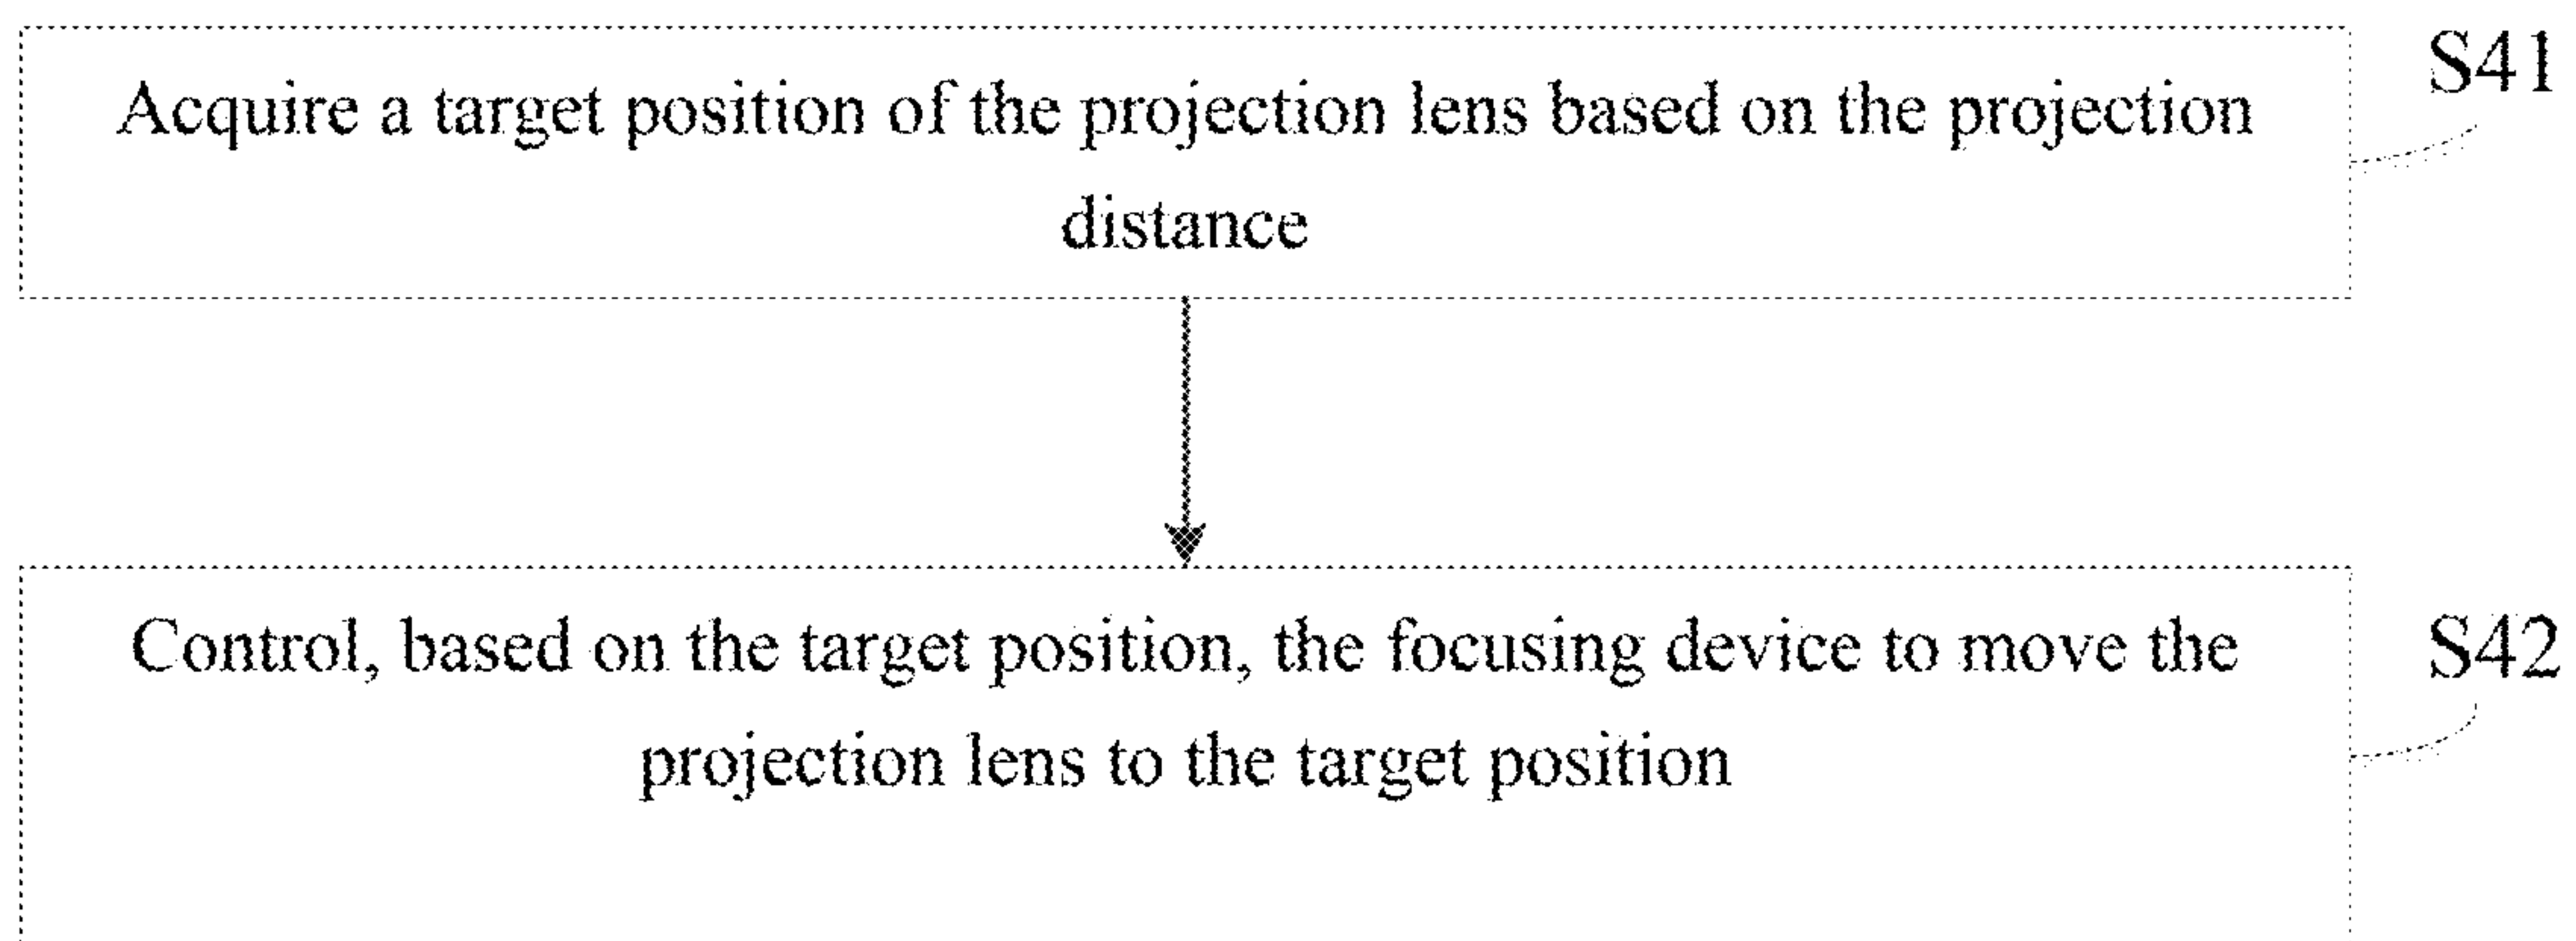 Acquire a target position of the projection lens based on the projection
distance
S41
Control, based on the target position, the focusing device to move the
projection lens to the target position
S42